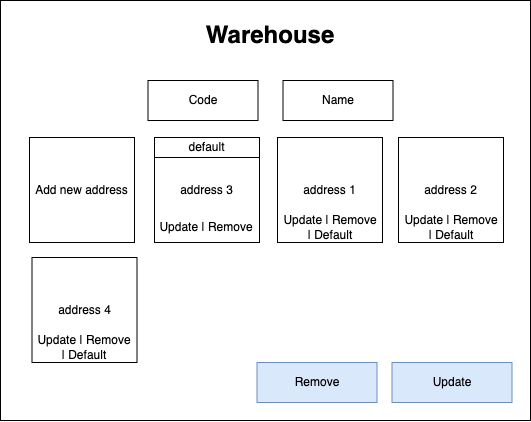 Warehouse
Code
Name
Add new address
default
address 3
Update | Remove
address 1
Update | Remove
| Default
address 2
Update | Remove
| Default
address 4
Update | Remove
| Default
Remove
Update